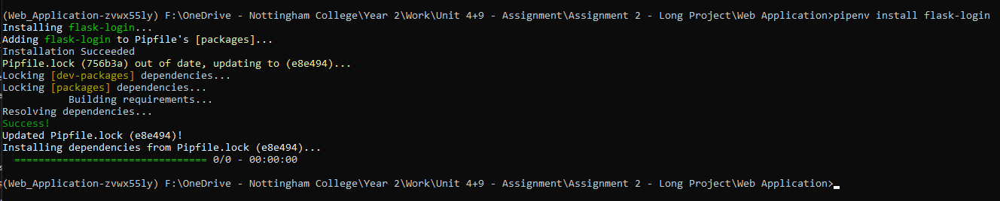 (Web_Application-zvwx55ly) F:\OneDrive - Nottingham College\Year 2\Work\Unit 4+9 - Assignment\Assignment 2 - Long Project\Web Application>pipenv install flask-login
Installing flask-login...
Adding flask-login to Pipfile's [packages]...
Installation Succeeded
Pipfile.lock (756b3a) out of date, updating to (e8e494)...
Locking [dev-packages] dependencies...
Locking [packages] dependencies...
Building requirements...
Resolving dependencies...
Success!
Updated Pipfile.lock (e8e494)!
Installing dependencies from Pipfile.lock (e8e494)...
================================ 0/0 - 00:00:00
(Web_Application-zvwx55ly) F:\OneDrive - Nottingham College\Year 2\Work\Unit 4+9 - Assignment\Assignment 2 - Long Project\Web Application>